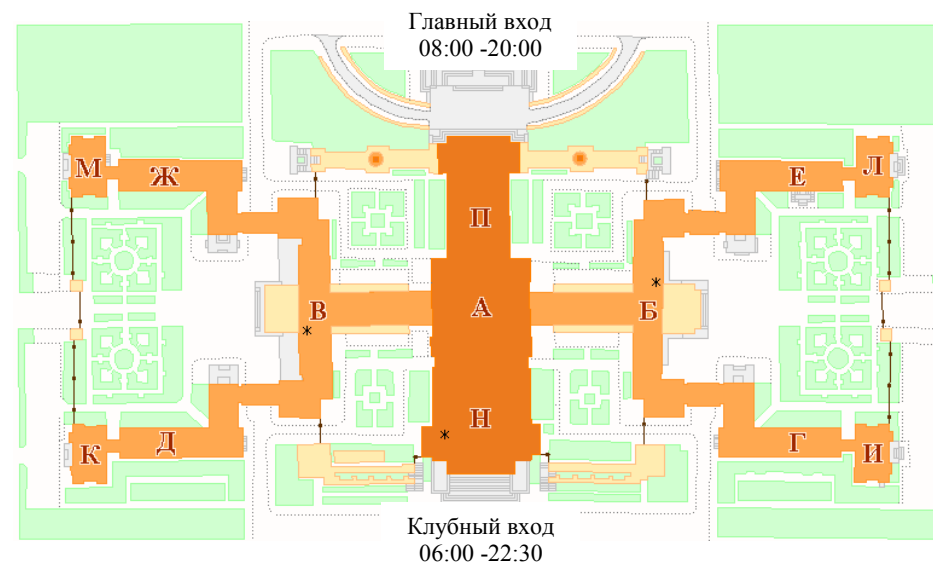 Главный вход
08:00 -20:00
М
Ж
Е
Л
П
В
А
Б
Н
К
Д
Г
И
Клубный вход
06:00 -22:30